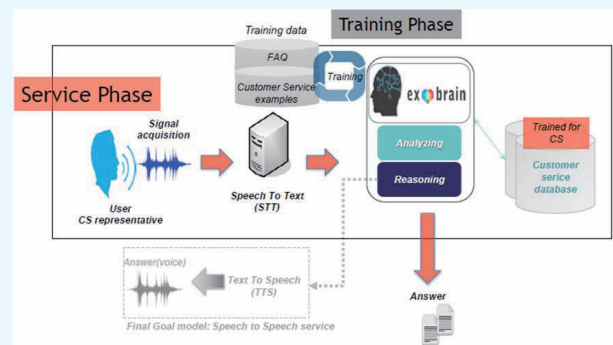 Training data
Training Phase
FAQ
Customer Service
examples
Training
exobrain
Service Phase
Signal
acquisition
User
CS representative
Speech To Text
(STT)
Analyzing
Reasoning
Trained for
CS
Customer
serice
database
Answer(voice)
Text To Speech
(TTS)
Final Goal model: Speech to Speech service
Answer